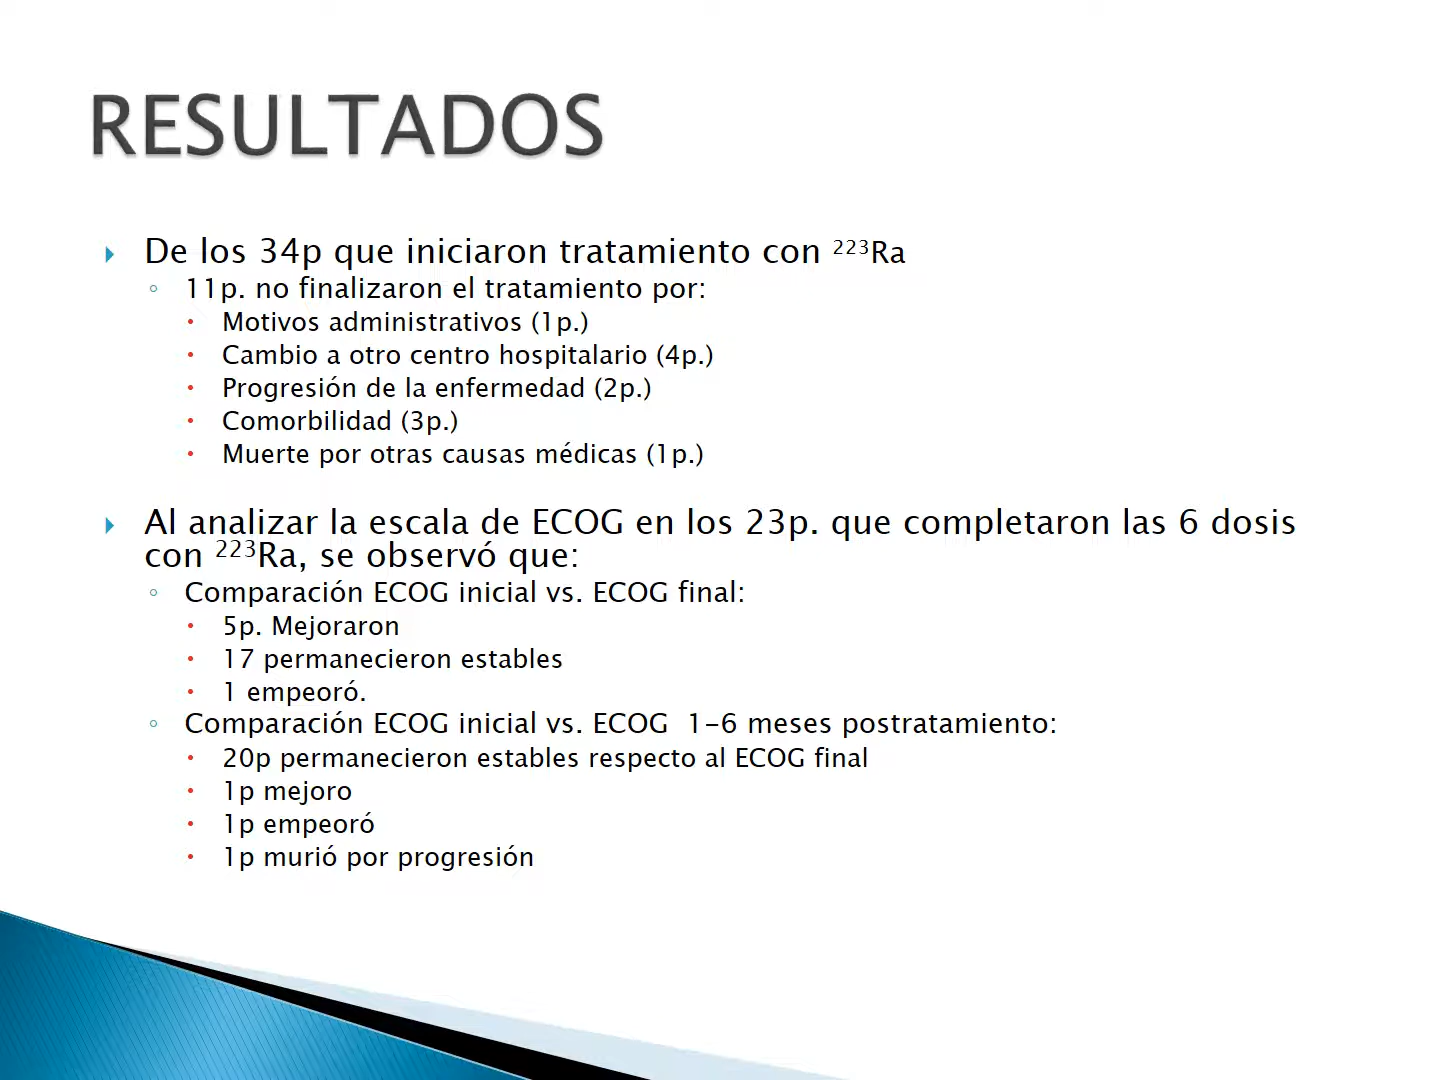 RESULTADOS
De los 34p que iniciaron tratamiento con ²²³Ra
11p. no finalizaron el tratamiento por:
Motivos administrativos (1p.)
Cambio a otro centro hospitalario (4p.)
Progresión de la enfermedad (2p.)
Comorbilidad (3p.)
Muerte por otras causas médicas (1p.)
Al analizar la escala de ECOG en los 23p. que completaron las 6 dosis
con ²²³Ra, se observó que:
Comparación ECOG inicial vs. ECOG final:
5p. Mejoraron
17 permanecieron estables
1 empeoró.
Comparación ECOG inicial vs. ECOG  1-6 meses postratamiento:
20p permanecieron estables respecto al ECOG final
1p mejoro
1p empeoró
1p murió por progresión